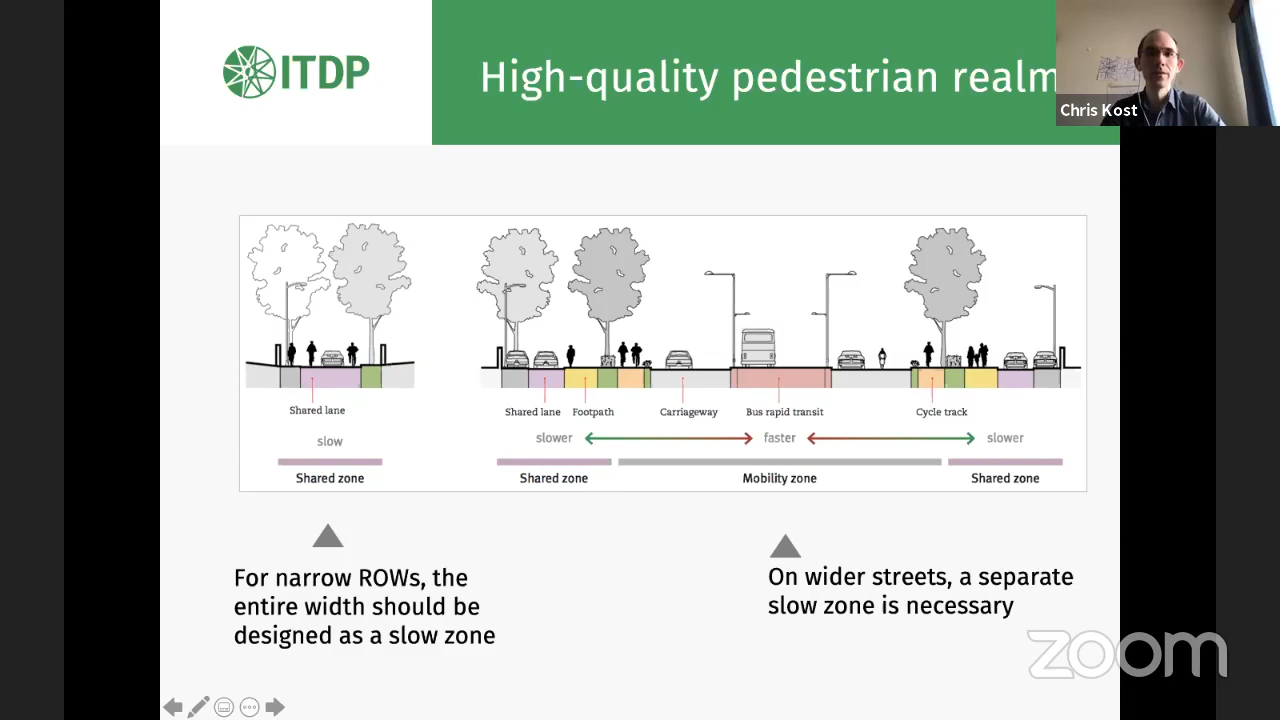 ITDP
High-quality pedestrian realm
Chris Kost
Shared lane
slow
Shared zone
Shared lane
Footpath
Carriageway
Bus rapid transit
Cycle track
slower
faster
slower
Shared zone
Mobility zone
Shared zone
For narrow ROWs, the
entire width should be
designed as a slow zone
On wider streets, a separate
slow zone is necessary
zoom